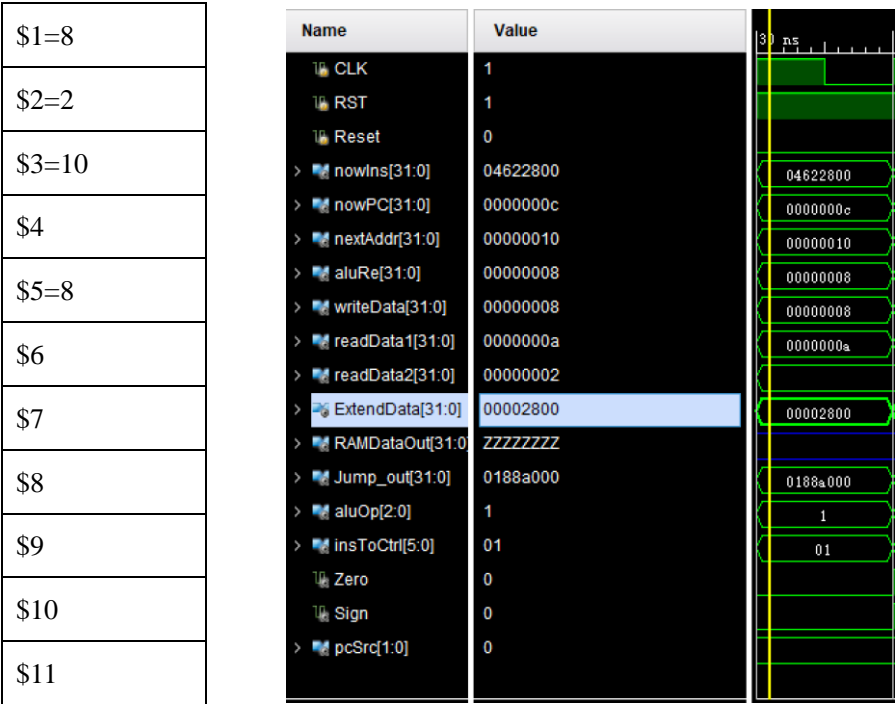 $1=8
$2=2
$3=10
$4
$5=8
$6
$7
$8
$9
$10
$11
Name Value
30 ns
CLK 1
RST 1
Reset 0
> nowIns[31:0] 04622800 04622800
> nowPC[31:0] 0000000c 0000000c
> nextAddr[31:0] 00000010 00000010
> aluRe[31:0] 00000008 00000008
> writeData[31:0] 00000008 00000008
> readData1[31:0] 0000000a 0000000a
> readData2[31:0] 00000002
> ExtendData[31:0] 00002800 00002800
> RAMDataOut[31:0] ZZZZZZZZ
> Jump_out[31:0] 0188a000 0188a000
> aluOp[2:0] 1 1
> insToCtrl[5:0] 01 01
Zero 0
Sign 0
> pcSrc[1:0] 0